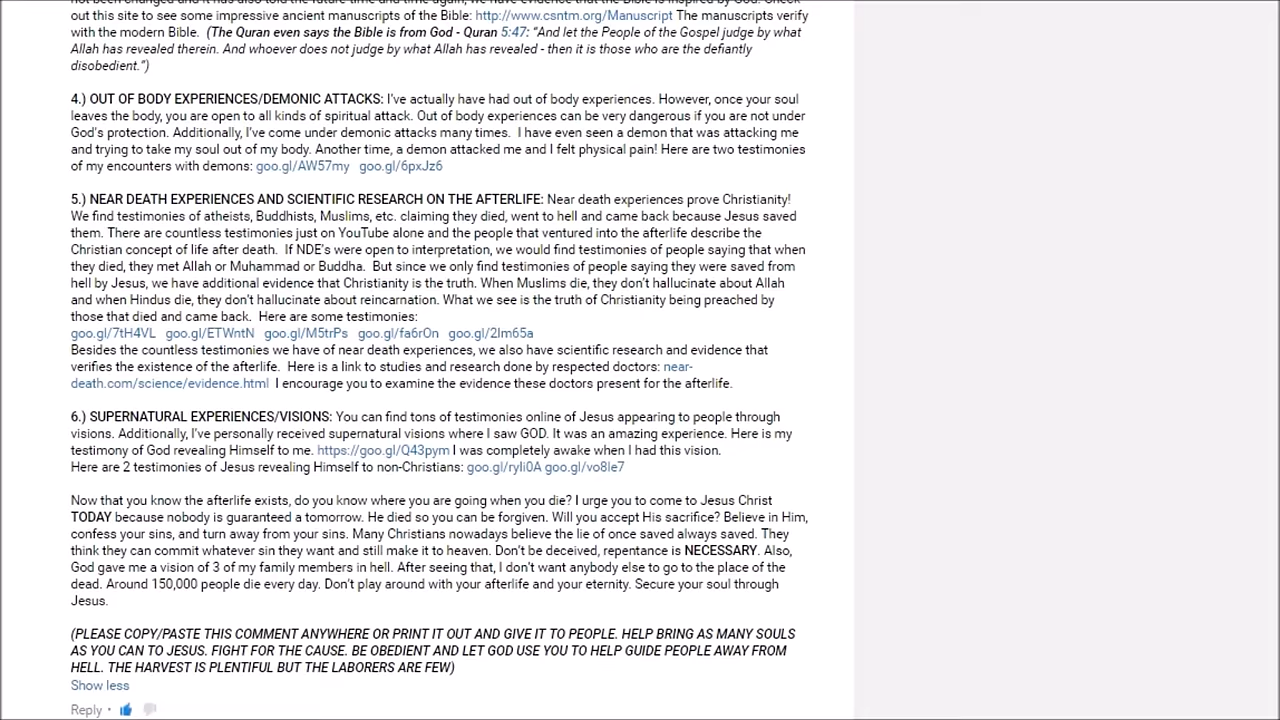 not been changed and it has also told the future time and time again, we have evidence that the Bible is inspired by God. Check
out this site to see some impressive ancient manuscripts of the Bible: http://www.csntm.org/Manuscript The manuscripts verify
with the modern Bible. (The Quran even says the Bible is from God - Quran 5:47: “And let the People of the Gospel judge by what
Allah has revealed therein. And whoever does not judge by what Allah has revealed - then it is those who are the defiantly
disobedient.”)
4.) OUT OF BODY EXPERIENCES/DEMONIC ATTACKS: I've actually have had out of body experiences. However, once your soul
leaves the body, you are open to all kinds of spiritual attack. Out of body experiences can be very dangerous if you are not under
God's protection. Additionally, I've come under demonic attacks many times. I have even seen a demon that was attacking me
and trying to take my soul out of my body. Another time, a demon attacked me and I felt physical pain! Here are two testimonies
of my encounters with demons: goo.gl/AW57my goo.gl/6pxJz6
5.) NEAR DEATH EXPERIENCES AND SCIENTIFIC RESEARCH ON THE AFTERLIFE: Near death experiences prove Christianity!
We find testimonies of atheists, Buddhists, Muslims, etc. claiming they died, went to hell and came back because Jesus saved
them. There are countless testimonies just on YouTube alone and the people that ventured into the afterlife describe the
Christian concept of life after death. If NDE's were open to interpretation, we would find testimonies of people saying that when
they died, they met Allah or Muhammad or Buddha. But since we only find testimonies of people saying they were saved from
hell by Jesus, we have additional evidence that Christianity is the truth. When Muslims die, they don't hallucinate about Allah
and when Hindus die, they don't hallucinate about reincarnation. What we see is the truth of Christianity being preached by
those that died and came back. Here are some testimonies:
goo.gl/7tH4VL goo.gl/ETWntN goo.gl/M5trPs goo.gl/fa6rOn goo.gl/2Im65a
Besides the countless testimonies we have of near death experiences, we also have scientific research and evidence that
verifies the existence of the afterlife. Here is a link to studies and research done by respected doctors: near-
death.com/science/evidence.html I encourage you to examine the evidence these doctors present for the afterlife.
6.) SUPERNATURAL EXPERIENCES/VISIONS: You can find tons of testimonies online of Jesus appearing to people through
visions. Additionally, I've personally received supernatural visions where I saw GOD. It was an amazing experience. Here is my
testimony of God revealing Himself to me. https://goo.gl/Q43pym I was completely awake when I had this vision.
Here are 2 testimonies of Jesus revealing Himself to non-Christians: goo.gl/ryIi0A goo.gl/vo8Ie7
Now that you know the afterlife exists, do you know where you are going when you die? I urge you to come to Jesus Christ
TODAY because nobody is guaranteed a tomorrow. He died so you can be forgiven. Will you accept His sacrifice? Believe in Him,
confess your sins, and turn away from your sins. Many Christians nowadays believe the lie of once saved always saved. They
think they can commit whatever sin they want and still make it to heaven. Don't be deceived, repentance is NECESSARY. Also,
God gave me a vision of 3 of my family members in hell. After seeing that, I don't want anybody else to go to the place of the
dead. Around 150,000 people die every day. Don't play around with your afterlife and your eternity. Secure your soul through
Jesus.
(PLEASE COPY/PASTE THIS COMMENT ANYWHERE OR PRINT IT OUT AND GIVE IT TO PEOPLE. HELP BRING AS MANY SOULS
AS YOU CAN TO JESUS. FIGHT FOR THE CAUSE. BE OBEDIENT AND LET GOD USE YOU TO HELP GUIDE PEOPLE AWAY FROM
HELL. THE HARVEST IS PLENTIFUL BUT THE LABORERS ARE FEW)
Show less
Reply •